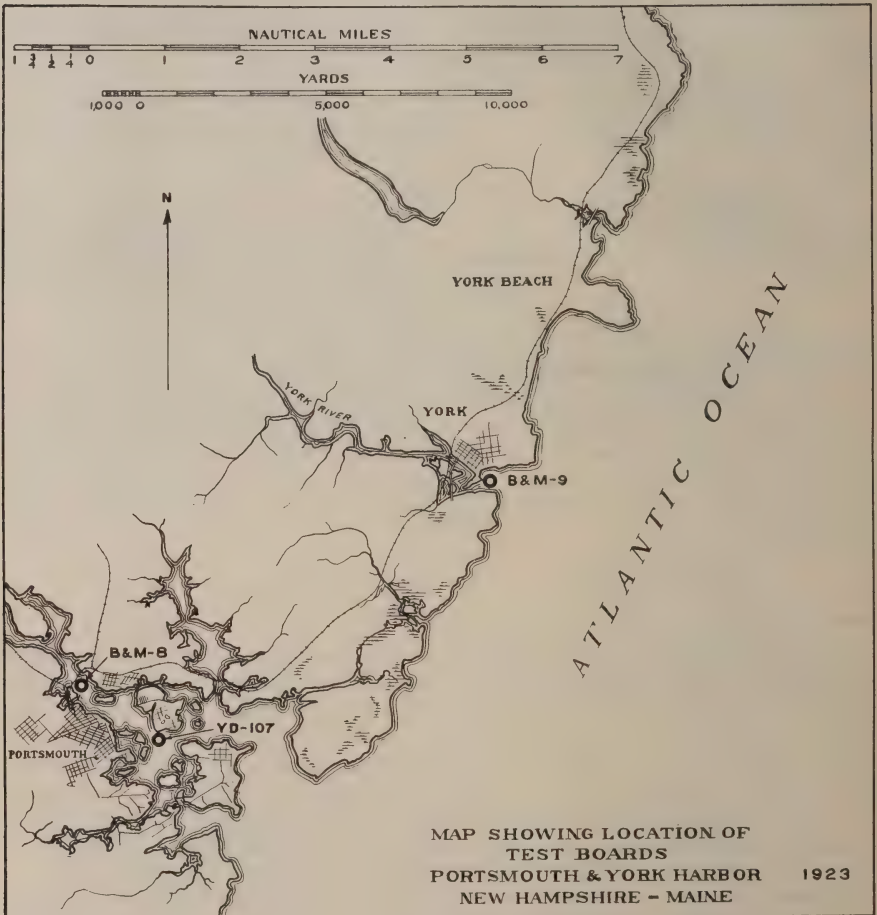 NAUTICAL MILES
1 3/4 1/2 1/4 0 1 2 3 4 5 6 7
YARDS
1,000 0 5,000 10,000
N
YORK BEACH
ATLANTIC OCEAN
YORK RIVER
YORK
B&M-9
B&M-8
YD-107
PORTSMOUTH
MAP SHOWING LOCATION OF
TEST BOARDS
PORTSMOUTH & YORK HARBOR 1923
NEW HAMPSHIRE - MAINE